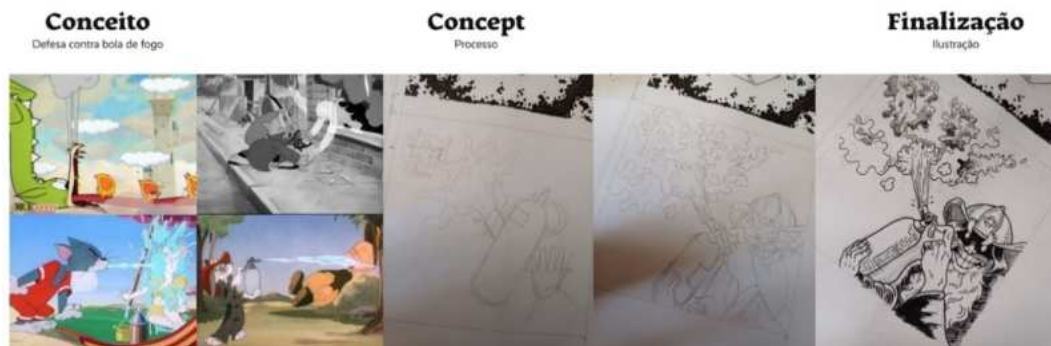 Conceito
Defesa contra bola de fogo
Concept
Processo
Finalização
Ilustração